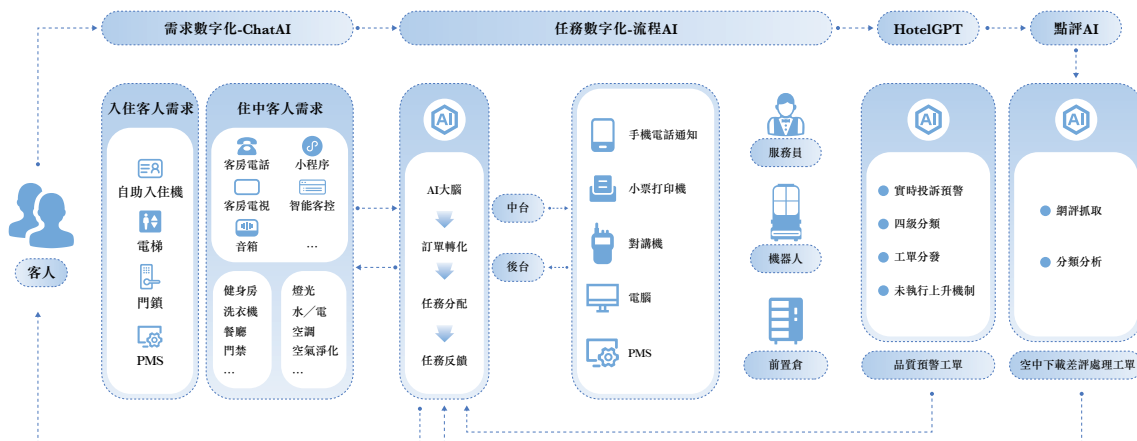 需求數字化-ChatAI
任務數字化-流程AI
HotelGPT
點評AI
客人
入住客人需求
自助入住機
電梯
門鎖
PMS
住中客人需求
客房電話
小程序
客房電視
智能客控
音箱
…
健身房
洗衣機
餐廳
門禁
…
燈光
水／電
空調
空氣淨化
…
AI
AI大腦
訂單轉化
任務分配
任務反饋
中台
後台
手機電話通知
小票打印機
對講機
電腦
PMS
服務員
機器人
前置倉
AI
實時投訴預警
四級分類
工單分發
未執行上升機制
品質預警工單
AI
網評抓取
分類分析
空中下載差評處理工單